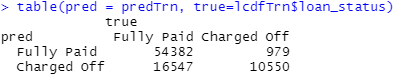 > table(pred = predTrn, true=lcdfTrn$loan_status)
true
pred Fully Paid Charged Off
Fully Paid 54382 979
Charged Off 16547 10550